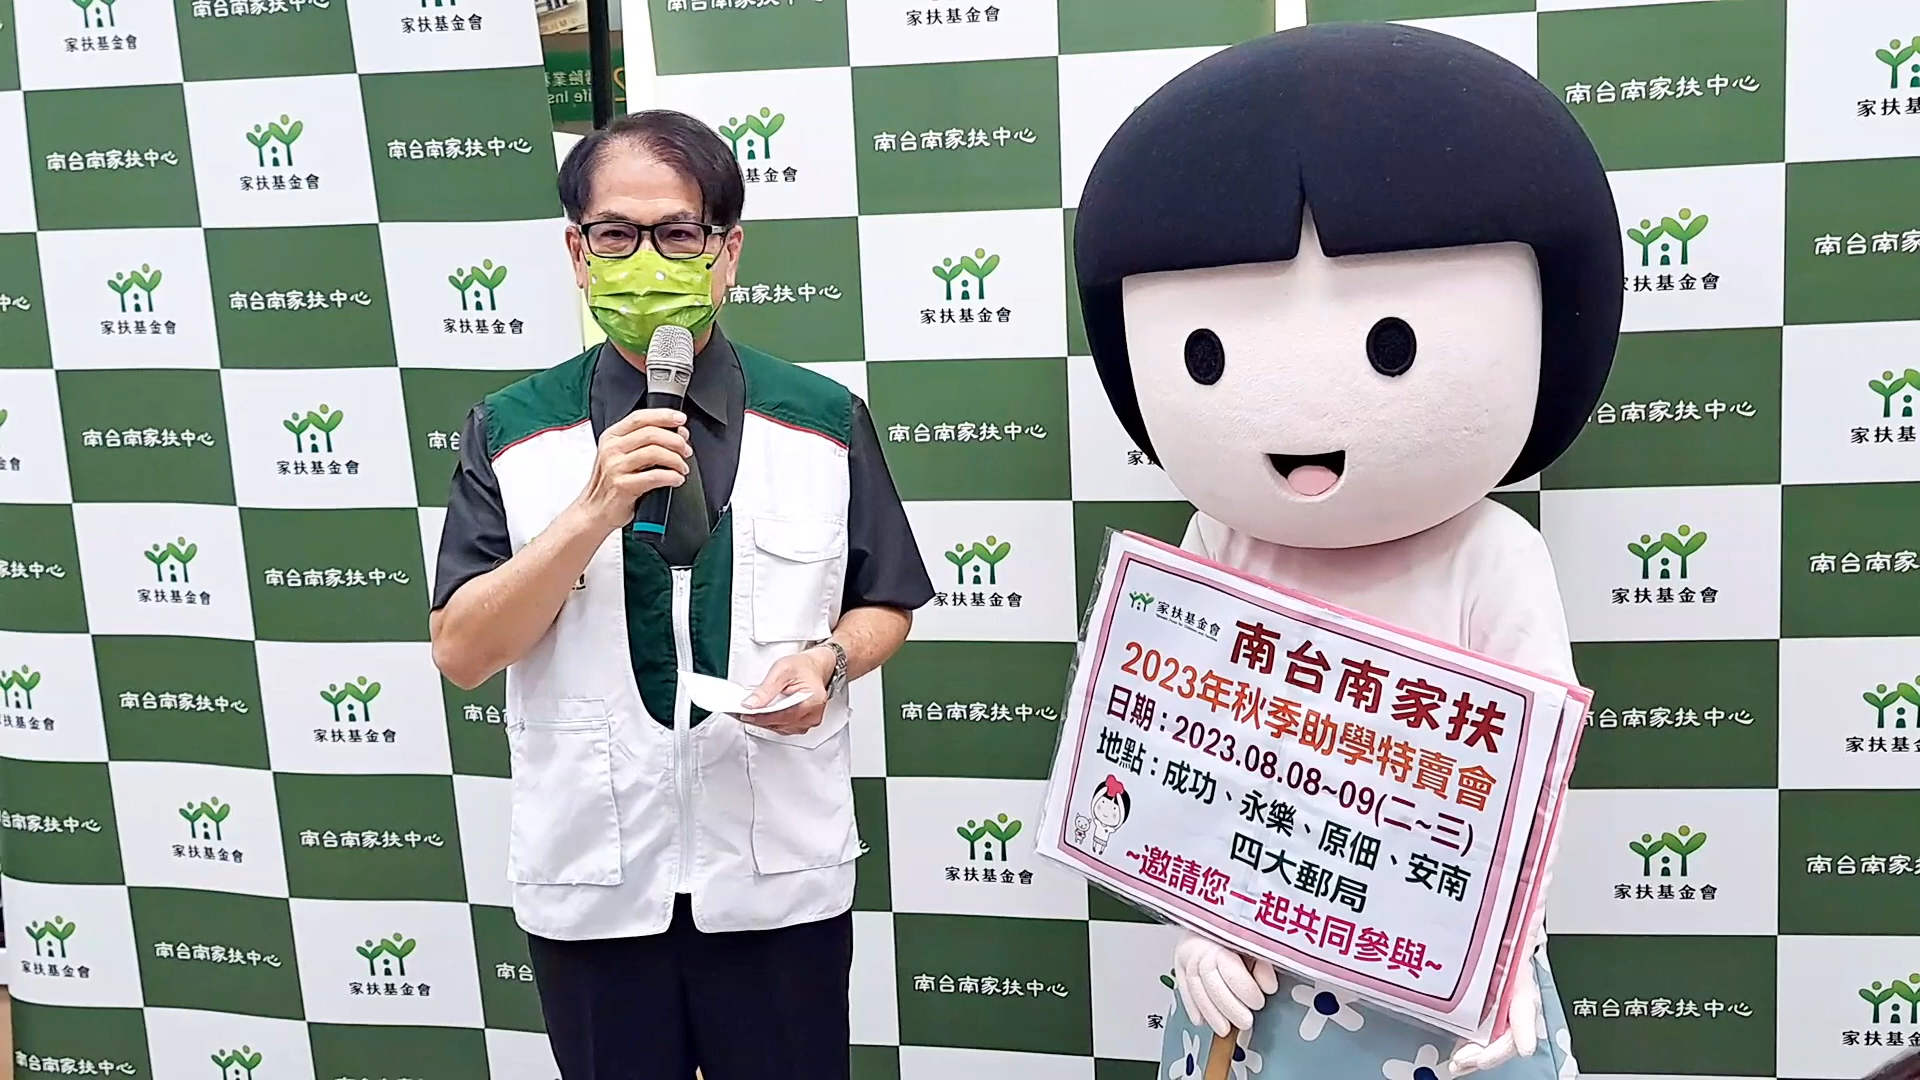 家扶基金會
南台南家扶
2023年秋季助學特賣會
日期：2023.08.08~09(二~三)
地點：成功、永樂、原佃、安南
四大郵局
~邀請您一起共同參與~
南台南家扶中心
家扶基金會